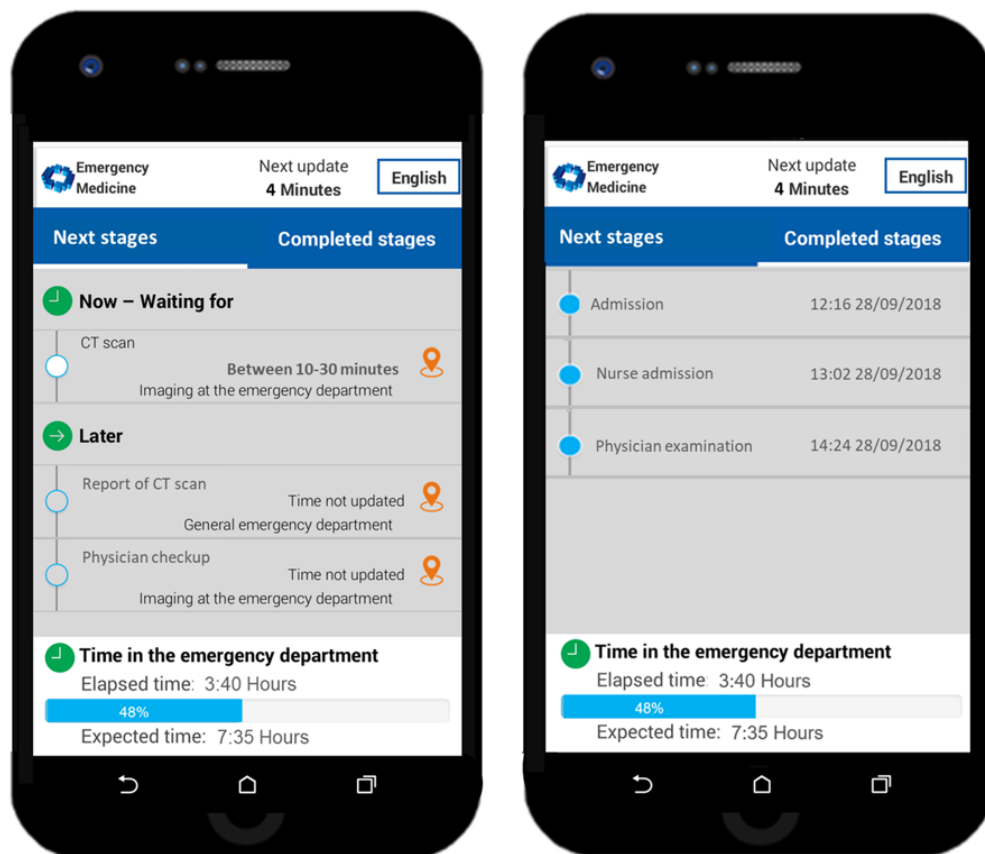 Emergency
Medicine
Next update
4 Minutes
English
Next stages
Completed stages
Now – Waiting for
CT scan
Between 10-30 minutes
Imaging at the emergency department
Later
Report of CT scan
Time not updated
General emergency department
Physician checkup
Time not updated
Imaging at the emergency department
Time in the emergency department
Elapsed time: 3:40 Hours
48%
Expected time: 7:35 Hours
Emergency
Medicine
Next update
4 Minutes
English
Next stages
Completed stages
Admission 12:16 28/09/2018
Nurse admission 13:02 28/09/2018
Physician examination 14:24 28/09/2018
Time in the emergency department
Elapsed time: 3:40 Hours
48%
Expected time: 7:35 Hours